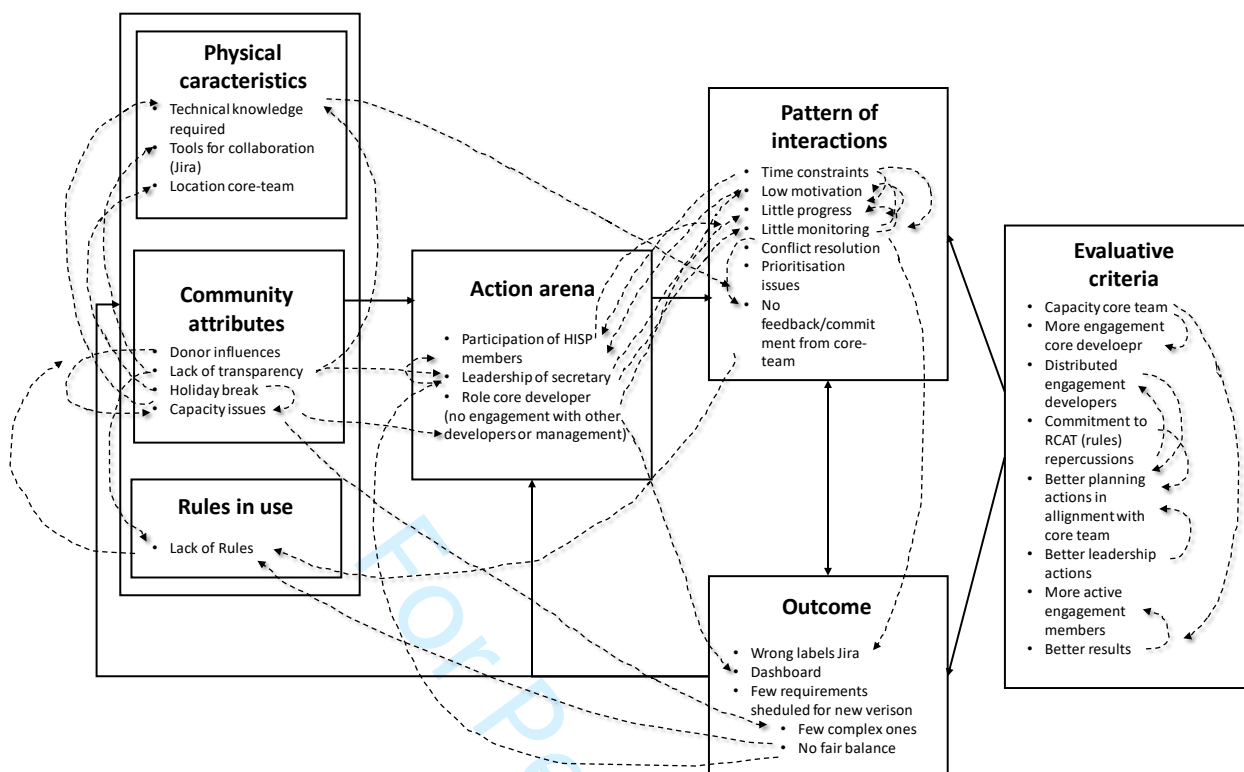 Physical
caracteristics
• Technical knowledge
required
• Tools for collaboration
(Jira)
• Location core-team
Community
attributes
• Donor influences
• Lack of transparency
• Holiday break
• Capacity issues
Rules in use
• Lack of Rules
Action arena
• Participation of HISP
members
• Leadership of secretary
• Role core developer
(no engagement with other
developers or management)
Pattern of
interactions
• Time constraints
• Low motivation
• Little progress
• Little monitoring
• Conflict resolution
• Prioritisation
issues
• No
feedback/commit
ment from core-
team
Outcome
• Wrong labels Jira
• Dashboard
• Few requirements
sheduled for new verison
• Few complex ones
• No fair balance
Evaluative
criteria
• Capacity core team
• More engagement
core develoepr
• Distributed
engagement
developers
• Commitment to
RCAT (rules)
repercussions
• Better planning
actions in
allignment with
core team
• Better leadership
actions
• More active
engagement
members
• Better results
For Pe